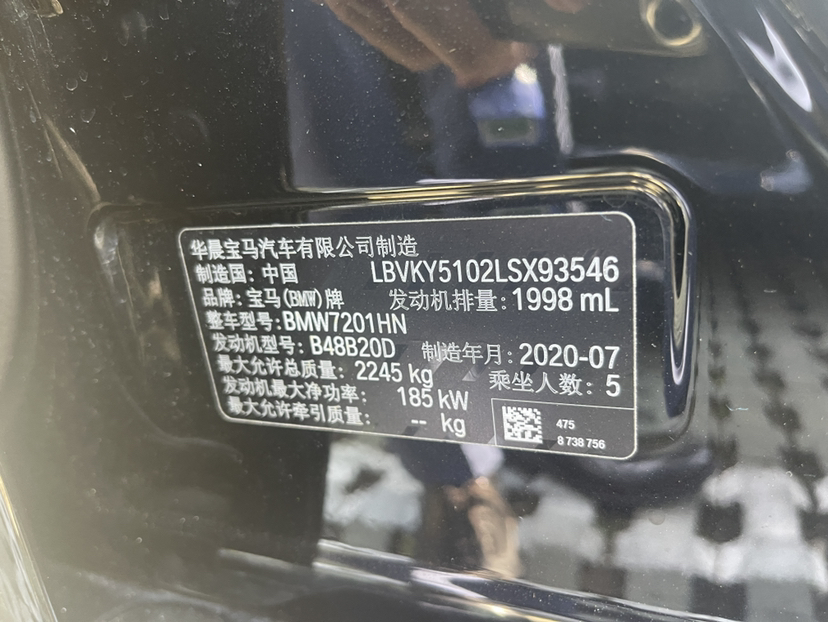 华晨宝马汽车有限公司制造
制造国: 中国 LBVKY5102LSX93546
品牌: 宝马(BMW)牌 发动机排量: 1998 mL
整车型号: BMW7201HN
发动机型号: B48B20D 制造年月: 2020-07
最大允许总质量: 2245 kg 乘坐人数: 5
发动机最大净功率: 185 kW
最大允许牵引质量: -- kg
475
8 738 756